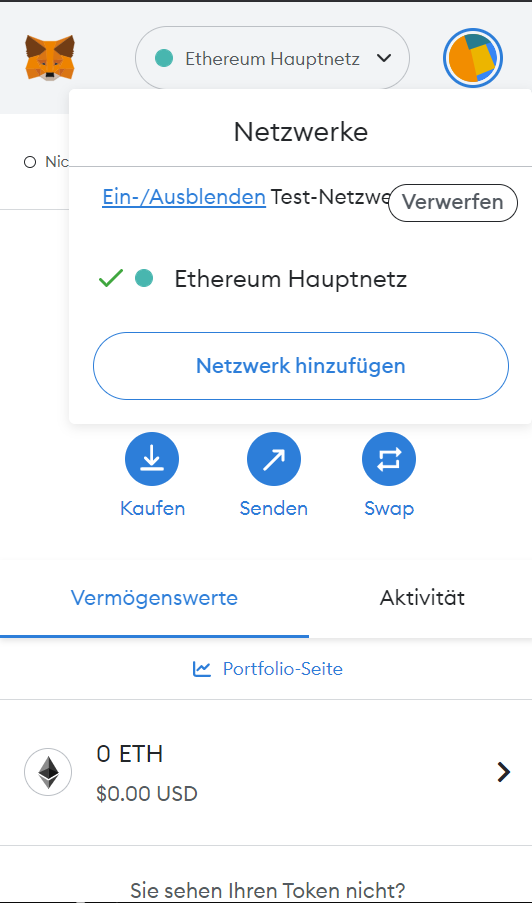 Ethereum Hauptnetz
Netzwerke
Nic
Ein-/Ausblenden Test-Netzwe
Verwerfen
Ethereum Hauptnetz
Netzwerk hinzufügen
Kaufen
Senden
Swap
Vermögenswerte
Aktivität
Portfolio-Seite
0 ETH
$0.00 USD
Sie sehen Ihren Token nicht?